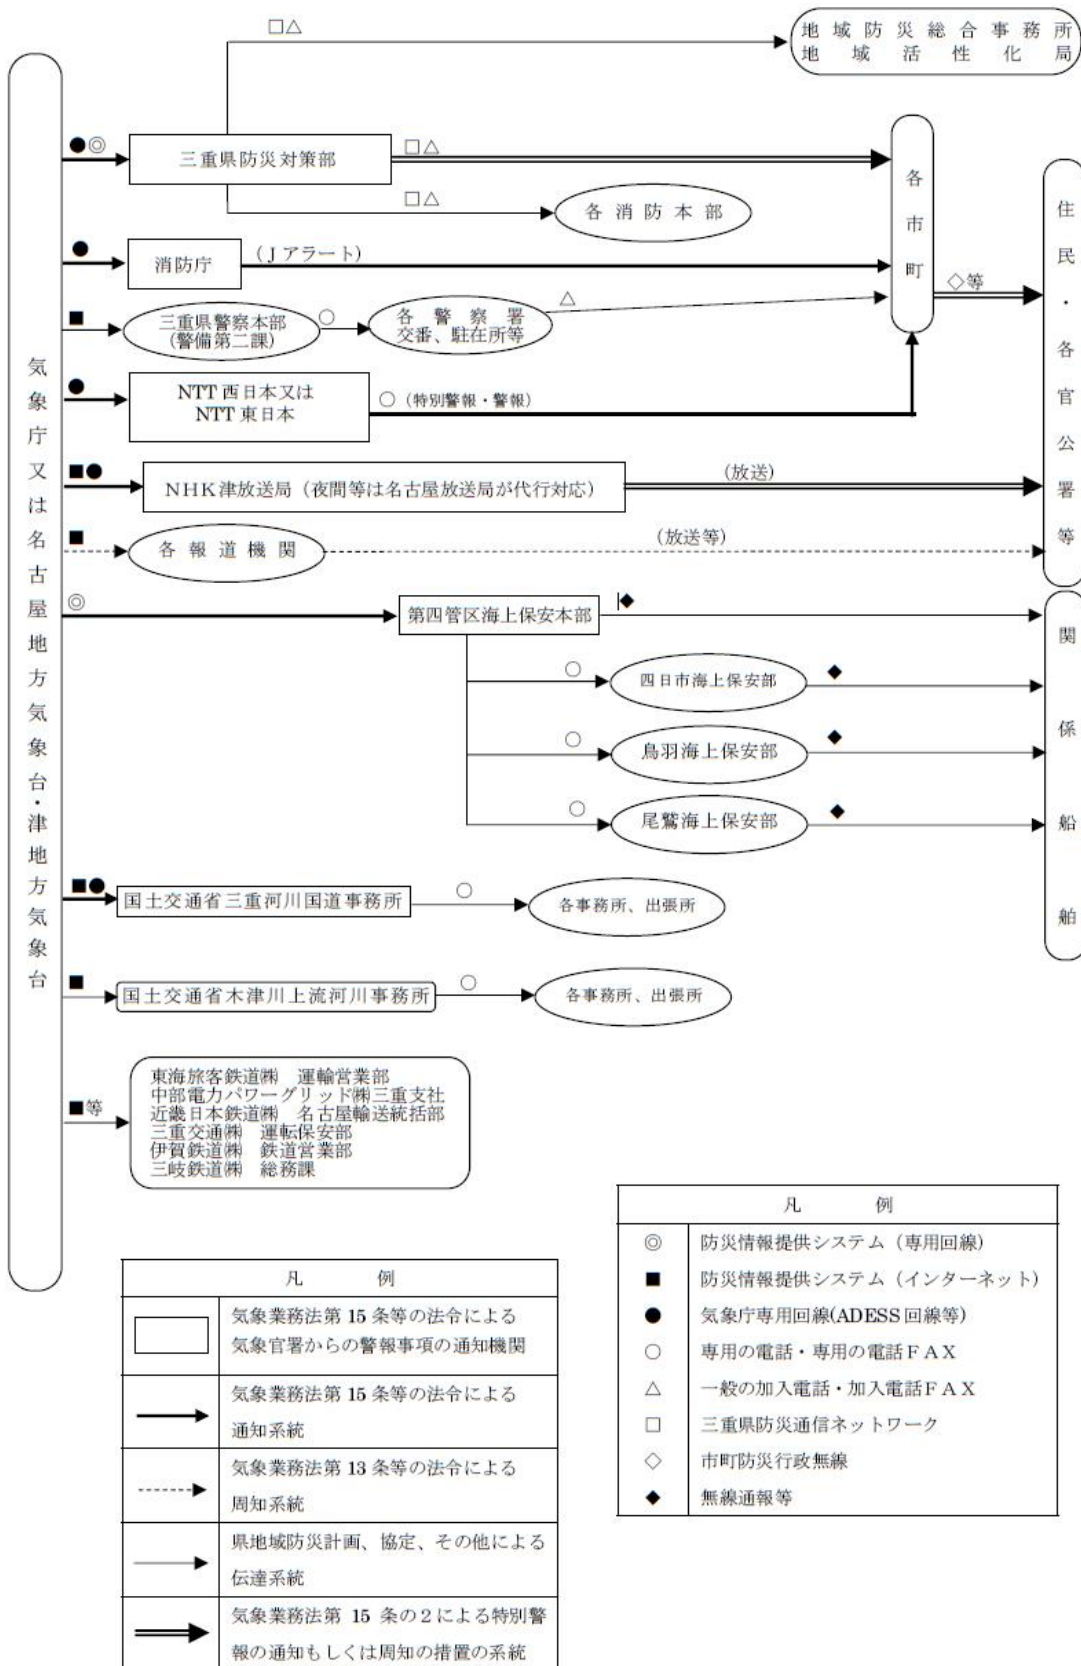 □△
地域防災総合事務所
地域活性化局
●◎
三重県防災対策部
□△
□△
各消防本部
各市町
住民・各官公署等
●
消防庁
(Jアラート)
◇等
■
三重県警察本部
(警備第二課)
○
各警察署
交番、駐在所等
△
●
NTT西日本又は
NTT東日本
○(特別警報・警報)
気象庁又は名古屋地方気象台・津地方気象台
■●
NHK津放送局(夜間等は名古屋放送局が代行対応)
(放送)
■
各報道機関
(放送等)
◎
第四管区海上保安本部
◆
関係船舶
○
四日市海上保安部
◆
○
鳥羽海上保安部
◆
○
尾鷲海上保安部
◆
■●
国土交通省三重河川国道事務所
○
各事務所、出張所
■
国土交通省木津川上流河川事務所
○
各事務所、出張所
■等
東海旅客鉄道㈱ 運輸営業部
中部電力パワーグリッド㈱三重支社
近畿日本鉄道㈱ 名古屋輸送統括部
三重交通㈱ 運転保安部
伊賀鉄道㈱ 鉄道営業部
三岐鉄道㈱ 総務課
凡例
◎ 防災情報提供システム(専用回線)
■ 防災情報提供システム(インターネット)
● 気象庁専用回線(ADESS回線等)
○ 専用の電話・専用の電話FAX
△ 一般の加入電話・加入電話FAX
□ 三重県防災通信ネットワーク
◇ 市町防災行政無線
◆ 無線通報等
凡例
気象業務法第15条等の法令による
気象官署からの警報事項の通知機関
気象業務法第15条等の法令による
通知系統
気象業務法第13条等の法令による
周知系統
県地域防災計画、協定、その他による
伝達系統
気象業務法第15条の2による特別警
報の通知もしくは周知の措置の系統